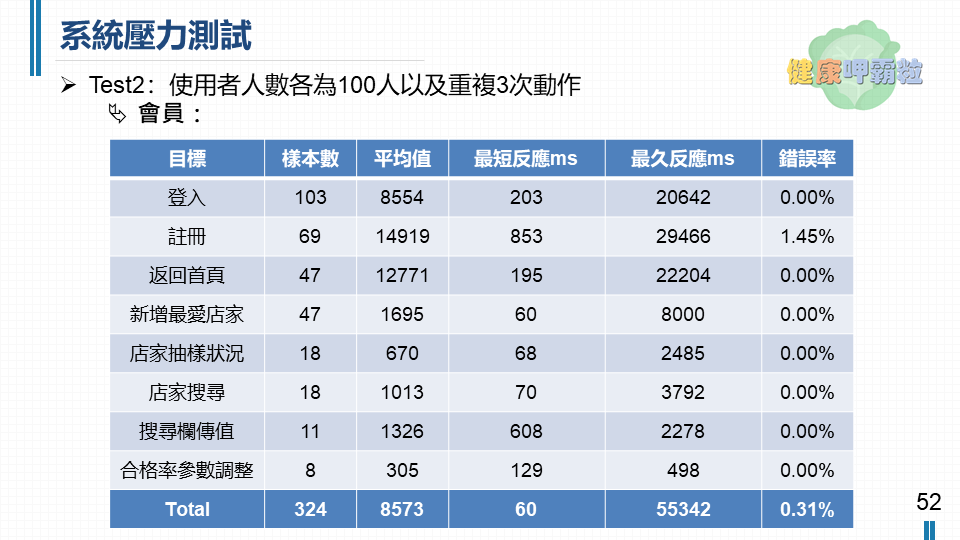 系統壓力測試
健康呷霸粒
➢ Test2：使用者人數各為100人以及重複3次動作
會員：
目標 樣本數 平均值 最短反應ms 最久反應ms 錯誤率
登入 103 8554 203 20642 0.00%
註冊 69 14919 853 29466 1.45%
返回首頁 47 12771 195 22204 0.00%
新增最愛店家 47 1695 60 8000 0.00%
店家抽樣狀況 18 670 68 2485 0.00%
店家搜尋 18 1013 70 3792 0.00%
搜尋欄傳值 11 1326 608 2278 0.00%
合格率參數調整 8 305 129 498 0.00%
Total 324 8573 60 55342 0.31%
52